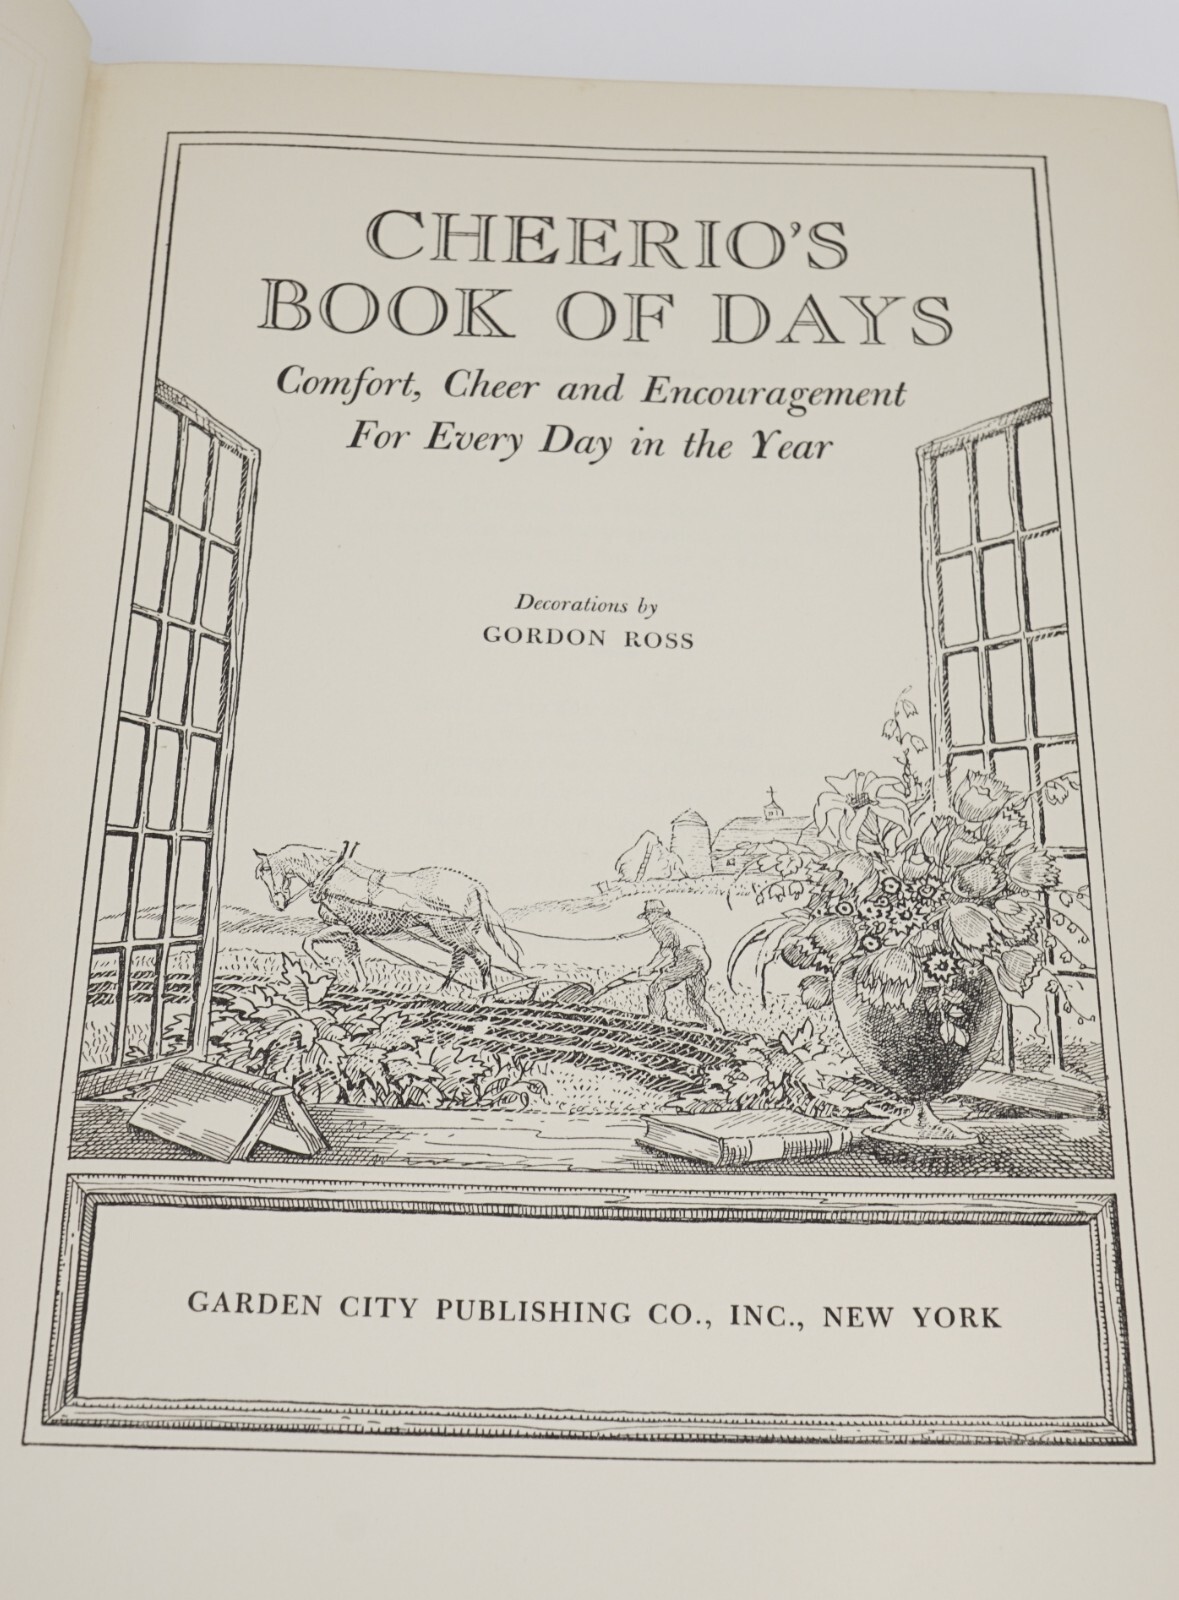 CHEERIO'S
BOOK OF DAYS
Comfort, Cheer and Encouragement
For Every Day in the Year
Decorations by
GORDON ROSS
GARDEN CITY PUBLISHING CO., INC., NEW YORK